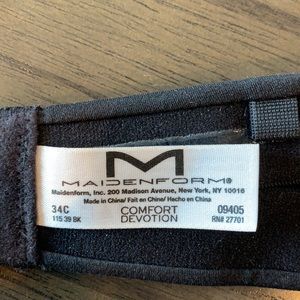 M
MAIDENFORM®
Maidenform, Inc. 200 Madison Avenue, New York, NY 10016
Made in China/ Fait en China/ Hecho en China
34C COMFORT 09405
115 39 BK DEVOTION RN# 27701